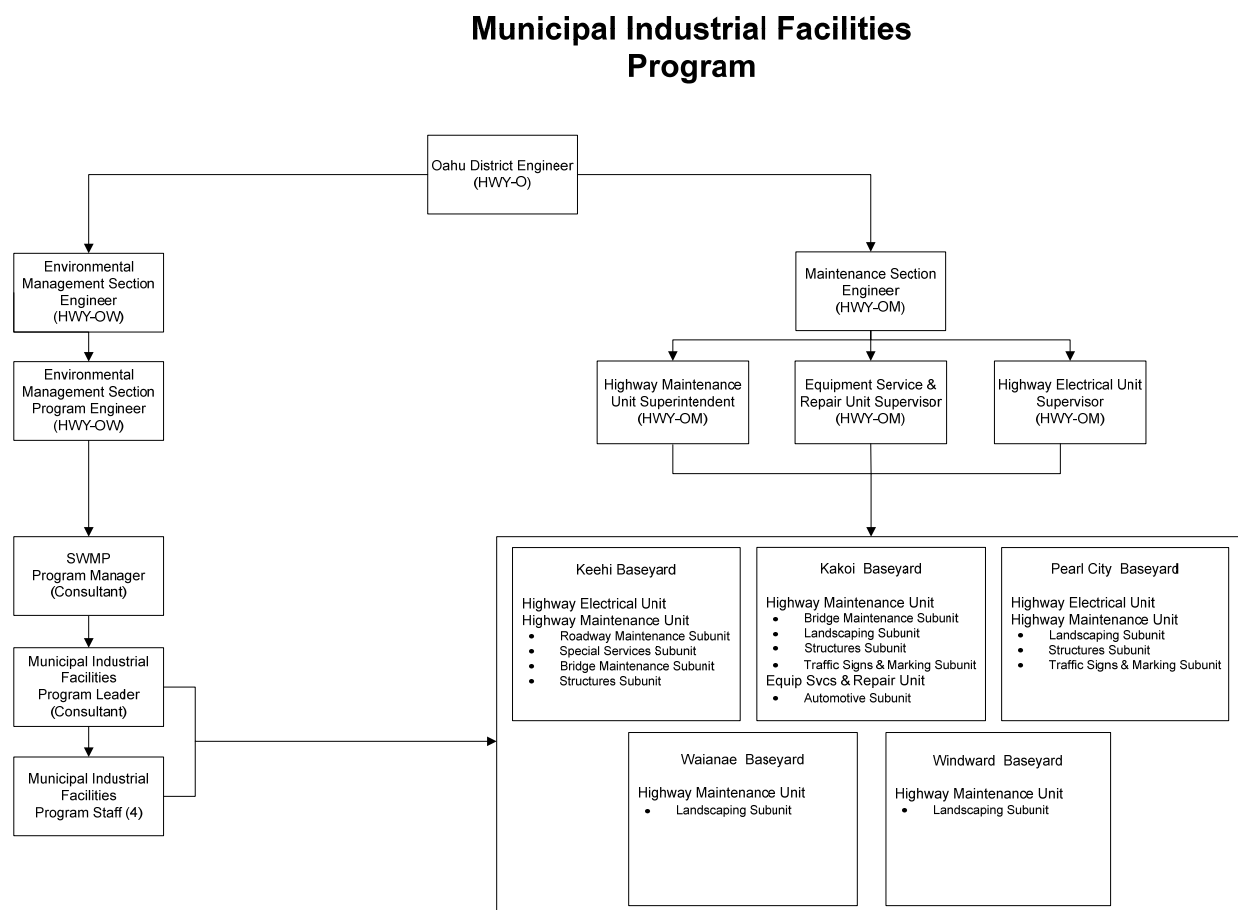 Municipal Industrial Facilities
Program
Oahu District Engineer
(HWY-O)
Environmental
Management Section
Engineer
(HWY-OW)
Maintenance Section
Engineer
(HWY-OM)
Environmental
Management Section
Program Engineer
(HWY-OW)
Highway Maintenance
Unit Superintendent
(HWY-OM)
Equipment Service &
Repair Unit Supervisor
(HWY-OM)
Highway Electrical Unit
Supervisor
(HWY-OM)
SWMP
Program Manager
(Consultant)
Municipal Industrial
Facilities
Program Leader
(Consultant)
Municipal Industrial
Facilities
Program Staff (4)
Keehi Baseyard
Highway Electrical Unit
Highway Maintenance Unit
• Roadway Maintenance Subunit
• Special Services Subunit
• Bridge Maintenance Subunit
• Structures Subunit
Kakoi Baseyard
Highway Maintenance Unit
• Bridge Maintenance Subunit
• Landscaping Subunit
• Structures Subunit
• Traffic Signs & Marking Subunit
Equip Svcs & Repair Unit
• Automotive Subunit
Pearl City Baseyard
Highway Electrical Unit
Highway Maintenance Unit
• Landscaping Subunit
• Structures Subunit
• Traffic Signs & Marking Subunit
Waianae Baseyard
Highway Maintenance Unit
• Landscaping Subunit
Windward Baseyard
Highway Maintenance Unit
• Landscaping Subunit